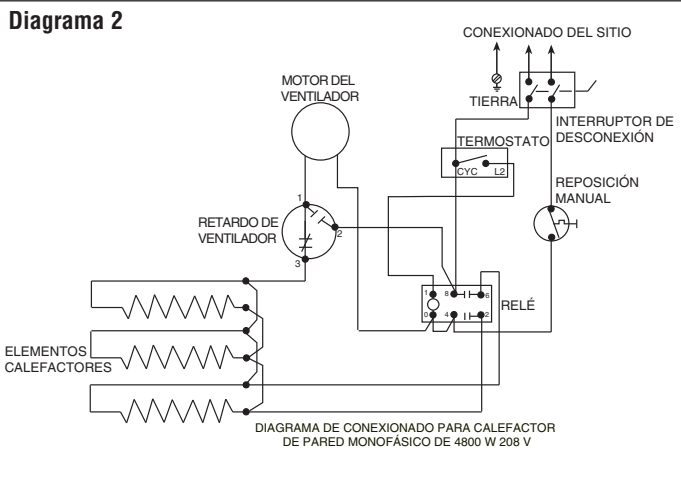 Diagrama 2
CONEXIONADO DEL SITIO
MOTOR DEL
VENTILADOR
TIERRA
INTERRUPTOR DE
DESCONEXIÓN
TERMOSTATO
CYC L2
REPOSICIÓN
MANUAL
1
RETARDO DE
VENTILADOR
2
3
1 8 6
RELÉ
0 4 2
ELEMENTOS
CALEFACTORES
DIAGRAMA DE CONEXIONADO PARA CALEFACTOR
DE PARED MONOFÁSICO DE 4800 W 208 V